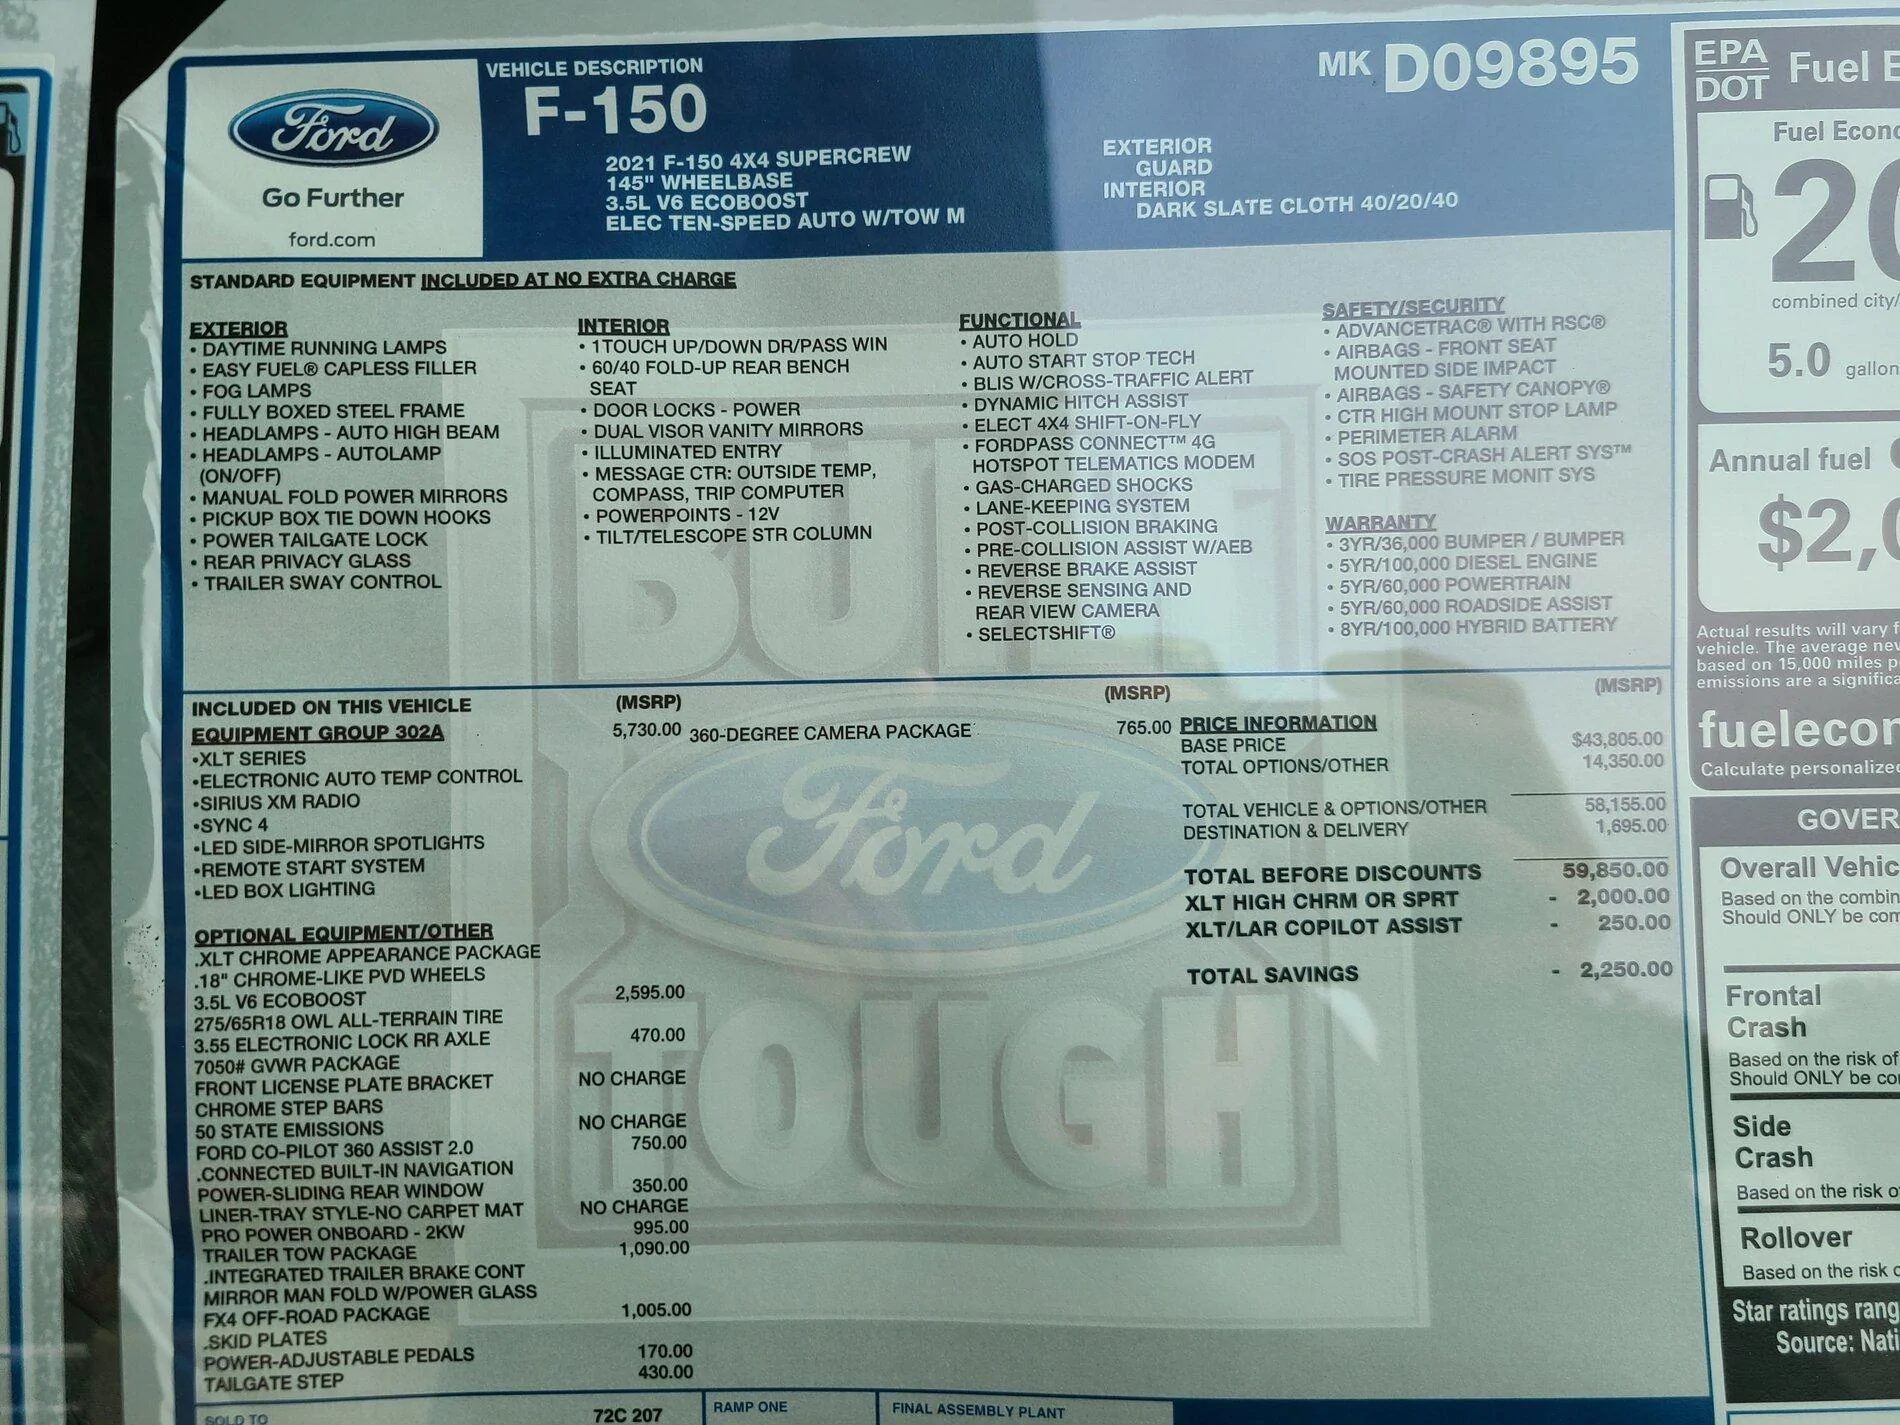 Ford
Go Further
ford.com
VEHICLE DESCRIPTION
F-150
2021 F-150 4X4 SUPERCREW
145" WHEELBASE
3.5L V6 ECOBOOST
ELEC TEN-SPEED AUTO W/TOW M
MK D09895
EXTERIOR
GUARD
INTERIOR
DARK SLATE CLOTH 40/20/40
STANDARD EQUIPMENT INCLUDED AT NO EXTRA CHARGE
EXTERIOR
• DAYTIME RUNNING LAMPS
• EASY FUEL® CAPLESS FILLER
• FOG LAMPS
• FULLY BOXED STEEL FRAME
• HEADLAMPS - AUTO HIGH BEAM
• HEADLAMPS - AUTOLAMP
(ON/OFF)
• MANUAL FOLD POWER MIRRORS
• PICKUP BOX TIE DOWN HOOKS
• POWER TAILGATE LOCK
• REAR PRIVACY GLASS
• TRAILER SWAY CONTROL
INTERIOR
• 1TOUCH UP/DOWN DR/PASS WIN
• 60/40 FOLD-UP REAR BENCH
SEAT
• DOOR LOCKS - POWER
• DUAL VISOR VANITY MIRRORS
• ILLUMINATED ENTRY
• MESSAGE CTR: OUTSIDE TEMP,
COMPASS, TRIP COMPUTER
• POWERPOINTS - 12V
• TILT/TELESCOPE STR COLUMN
FUNCTIONAL
• AUTO HOLD
• AUTO START STOP TECH
• BLIS W/CROSS-TRAFFIC ALERT
• DYNAMIC HITCH ASSIST
• ELECT 4X4 SHIFT-ON-FLY
• FORDPASS CONNECT™ 4G
HOTSPOT TELEMATICS MODEM
• GAS-CHARGED SHOCKS
• LANE-KEEPING SYSTEM
• POST-COLLISION BRAKING
• PRE-COLLISION ASSIST W/AEB
• REVERSE BRAKE ASSIST
• REVERSE SENSING AND
REAR VIEW CAMERA
• SELECTSHIFT®
SAFETY/SECURITY
• ADVANCETRAC® WITH RSC®
• AIRBAGS - FRONT SEAT
MOUNTED SIDE IMPACT
• AIRBAGS - SAFETY CANOPY®
• CTR HIGH MOUNT STOP LAMP
• PERIMETER ALARM
• SOS POST-CRASH ALERT SYS™
• TIRE PRESSURE MONIT SYS
WARRANTY
• 3YR/36,000 BUMPER / BUMPER
• 5YR/100,000 DIESEL ENGINE
• 5YR/60,000 POWERTRAIN
• 5YR/60,000 ROADSIDE ASSIST
• 8YR/100,000 HYBRID BATTERY
BUILT
Ford
TOUGH
INCLUDED ON THIS VEHICLE (MSRP)
EQUIPMENT GROUP 302A 5,730.00
•XLT SERIES
•ELECTRONIC AUTO TEMP CONTROL
•SIRIUS XM RADIO
•SYNC 4
•LED SIDE-MIRROR SPOTLIGHTS
•REMOTE START SYSTEM
•LED BOX LIGHTING
OPTIONAL EQUIPMENT/OTHER
.XLT CHROME APPEARANCE PACKAGE
.18" CHROME-LIKE PVD WHEELS
3.5L V6 ECOBOOST 2,595.00
275/65R18 OWL ALL-TERRAIN TIRE
3.55 ELECTRONIC LOCK RR AXLE 470.00
7050# GVWR PACKAGE
FRONT LICENSE PLATE BRACKET NO CHARGE
CHROME STEP BARS
50 STATE EMISSIONS NO CHARGE
FORD CO-PILOT 360 ASSIST 2.0 750.00
.CONNECTED BUILT-IN NAVIGATION
POWER-SLIDING REAR WINDOW 350.00
LINER-TRAY STYLE-NO CARPET MAT NO CHARGE
PRO POWER ONBOARD - 2KW 995.00
TRAILER TOW PACKAGE 1,090.00
.INTEGRATED TRAILER BRAKE CONT
MIRROR MAN FOLD W/POWER GLASS
FX4 OFF-ROAD PACKAGE 1,005.00
.SKID PLATES
POWER-ADJUSTABLE PEDALS 170.00
TAILGATE STEP 430.00
(MSRP)
360-DEGREE CAMERA PACKAGE 765.00
(MSRP)
PRICE INFORMATION
BASE PRICE $43,805.00
TOTAL OPTIONS/OTHER 14,350.00
TOTAL VEHICLE & OPTIONS/OTHER 58,155.00
DESTINATION & DELIVERY 1,695.00
TOTAL BEFORE DISCOUNTS 59,850.00
XLT HIGH CHRM OR SPRT - 2,000.00
XLT/LAR COPILOT ASSIST - 250.00
TOTAL SAVINGS - 2,250.00
SOLD TO
72C 207
RAMP ONE
FINAL ASSEMBLY PLANT
EPA
DOT
Fuel E
Fuel Econo
20
combined city/
5.0 gallon
Annual fuel
$2,0
Actual results will vary f
vehicle. The average new
based on 15,000 miles p
emissions are a significa
fuelecon
Calculate personalized
GOVER
Overall Vehic
Based on the combin
Should ONLY be com
Frontal
Crash
Based on the risk of
Should ONLY be co
Side
Crash
Based on the risk o
Rollover
Based on the risk o
Star ratings rang
Source: Nati